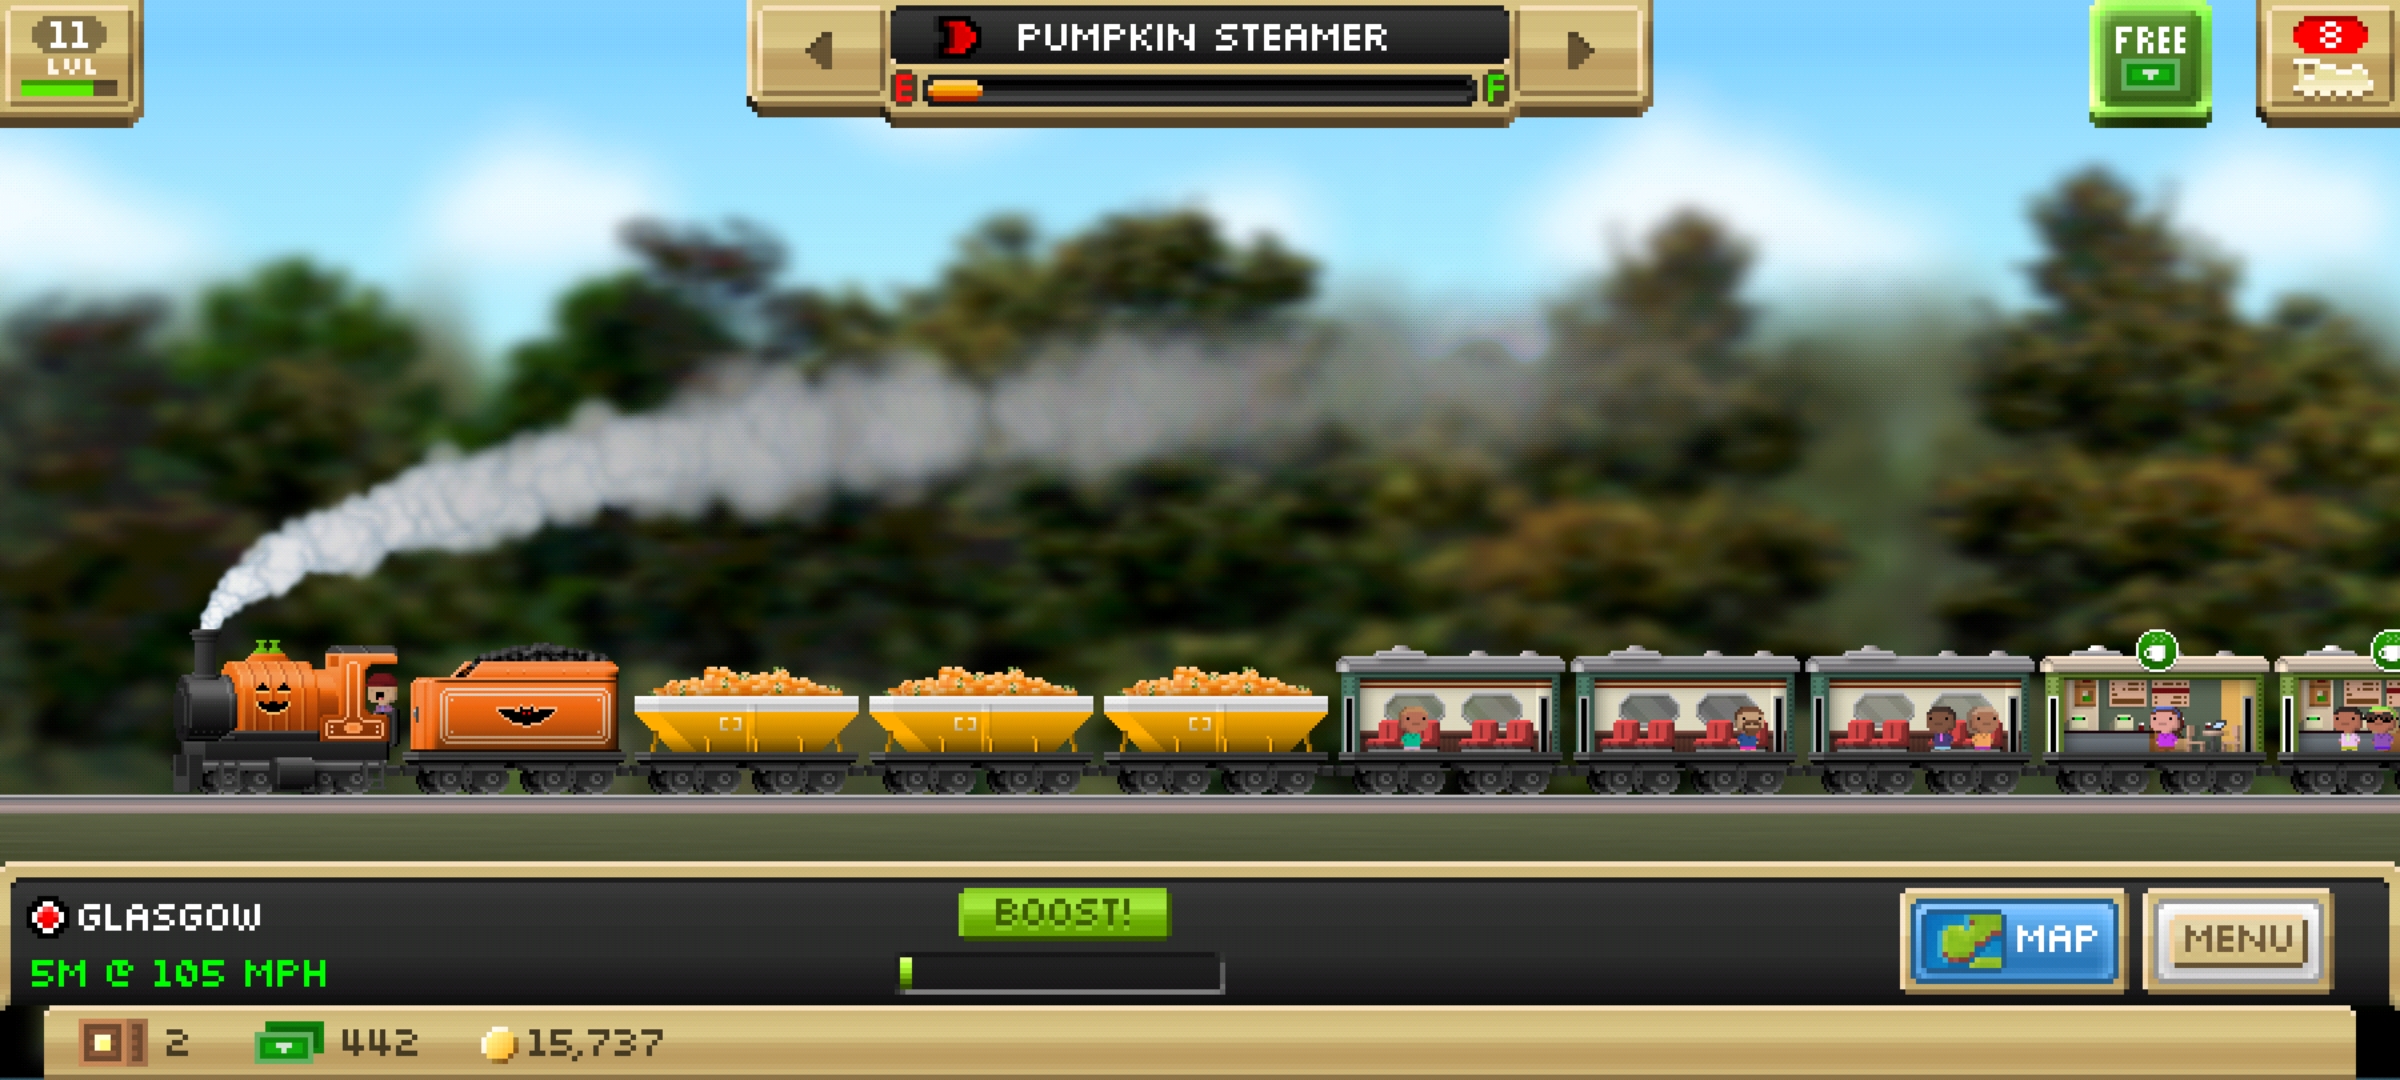 11
LVL
PUMPKIN STEAMER
E F
FREE
8
GLASGOW
5M @ 105 MPH
BOOST!
MAP
MENU
2
442
15,737